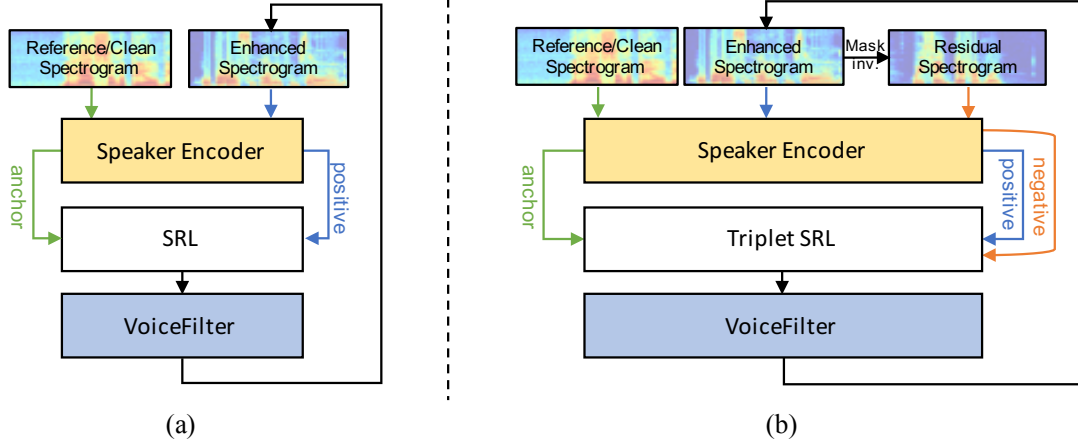 Reference/Clean
Spectrogram
Enhanced
Spectrogram
Speaker Encoder
anchor
positive
SRL
VoiceFilter
(a)
Reference/Clean
Spectrogram
Enhanced
Spectrogram
Mask
inv.
Residual
Spectrogram
Speaker Encoder
anchor
positive
negative
Triplet SRL
VoiceFilter
(b)